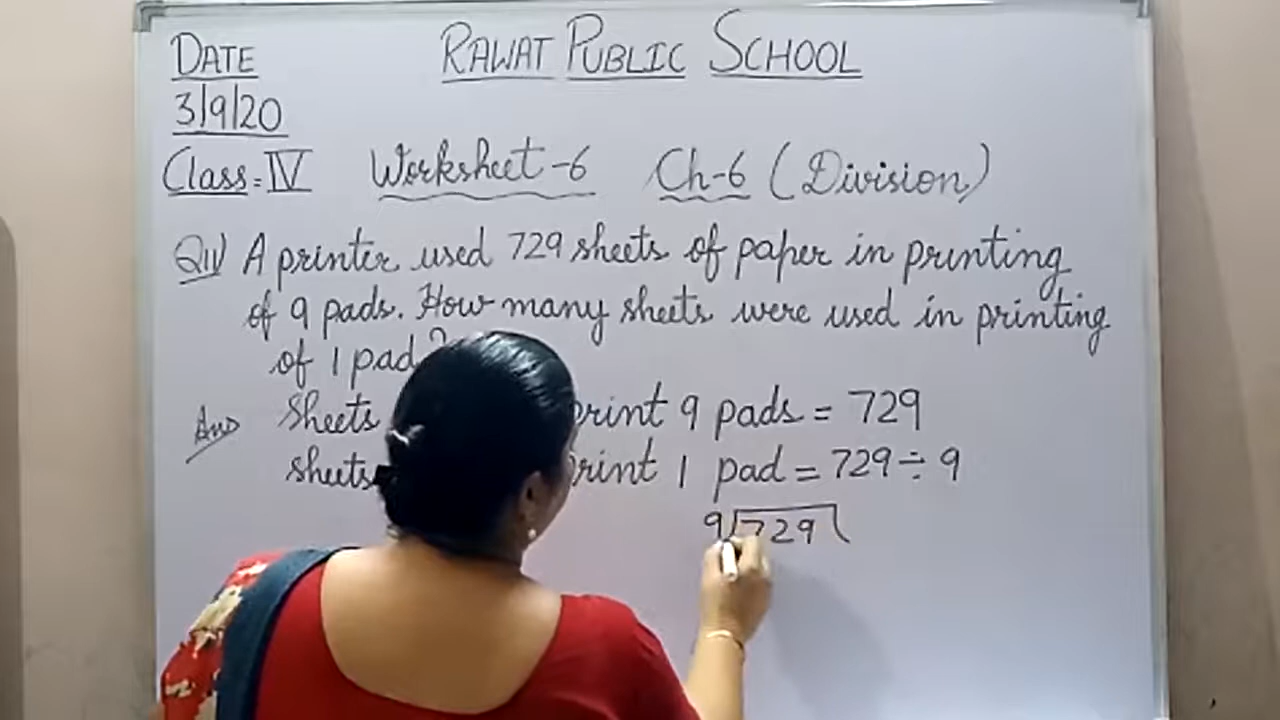 DATE RAWAT PUBLIC SCHOOL
3/9/20
Class = IV Worksheet-6 Ch-6 (Division)
Q11) A printer used 729 sheets of paper in printing
of 9 pads. How many sheets were used in printing
of 1 pad?
Ans sheets print 9 pads = 729
sheets print 1 pad = 729 ÷ 9
9)729(